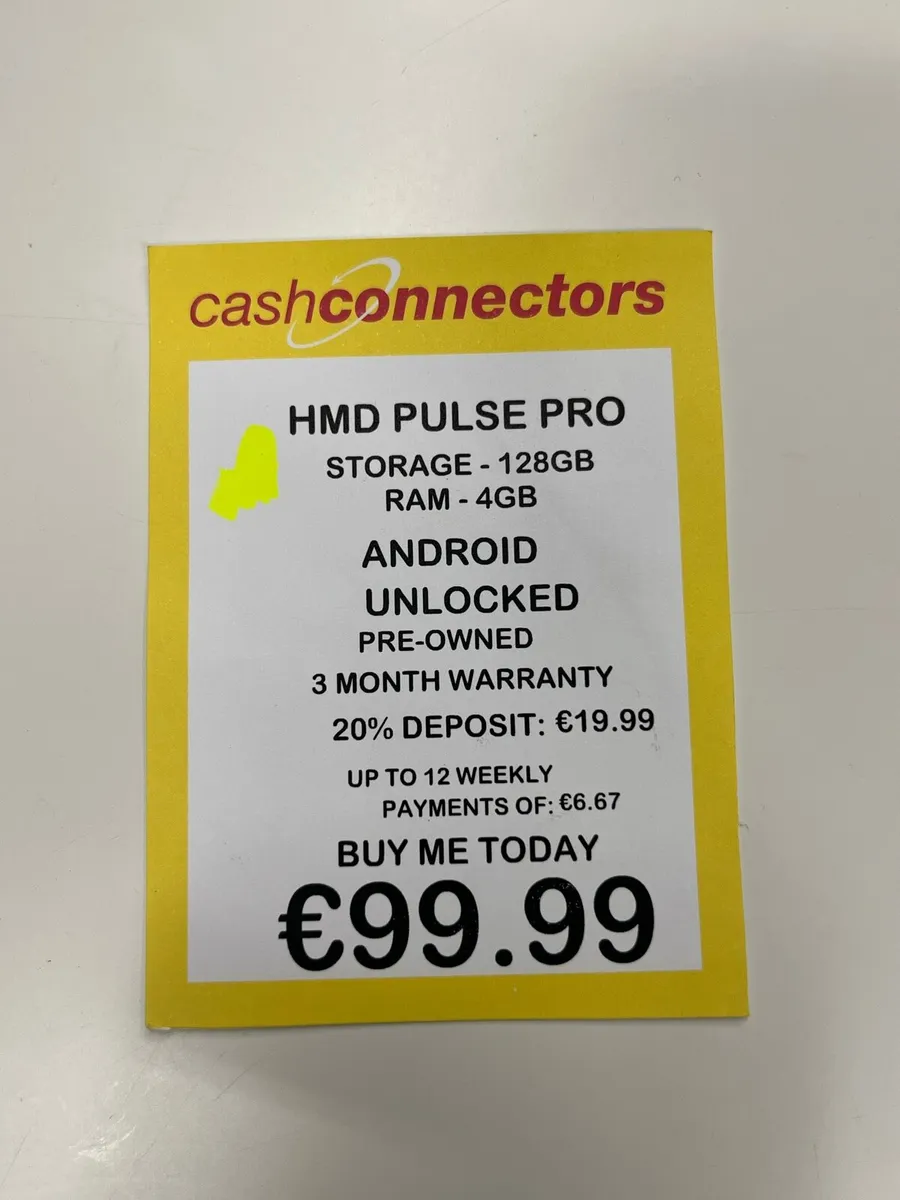 cashconnectors
HMD PULSE PRO
STORAGE - 128GB
RAM - 4GB
ANDROID
UNLOCKED
PRE-OWNED
3 MONTH WARRANTY
20% DEPOSIT: €19.99
UP TO 12 WEEKLY
PAYMENTS OF: €6.67
BUY ME TODAY
€99.99